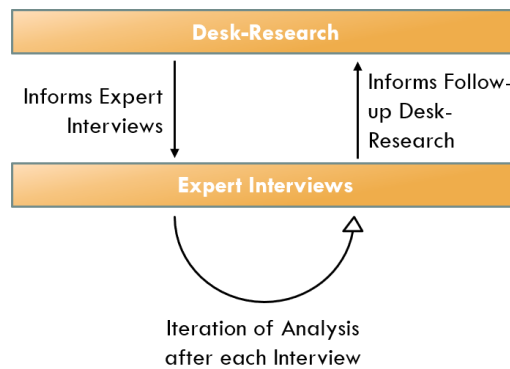 Desk-Research
Informs Expert
Interviews
Informs Follow-
up Desk-
Research
Expert Interviews
Iteration of Analysis
after each Interview